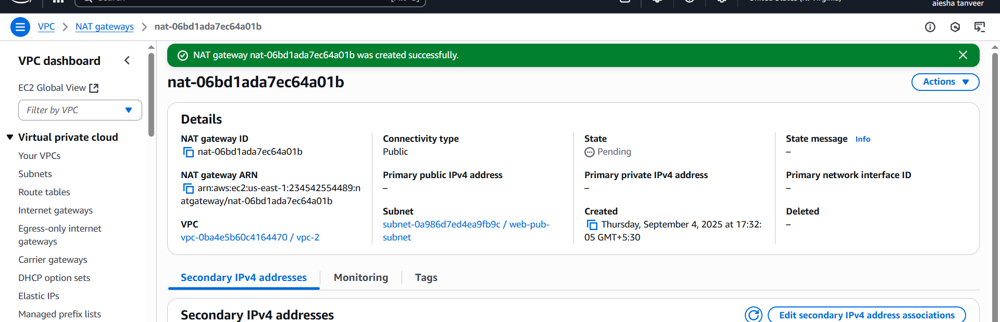 aiesha tanveer
VPC
NAT gateways
nat-06bd1ada7ec64a01b
VPC dashboard
EC2 Global View
Filter by VPC
Virtual private cloud
Your VPCs
Subnets
Route tables
Internet gateways
Egress-only internet
gateways
Carrier gateways
DHCP option sets
Elastic IPs
Managed prefix lists
NAT gateway nat-06bd1ada7ec64a01b was created successfully.
nat-06bd1ada7ec64a01b
Actions
Details
NAT gateway ID
nat-06bd1ada7ec64a01b
NAT gateway ARN
arn:aws:ec2:us-east-1:234542554489:n
atgateway/nat-06bd1ada7ec64a01b
VPC
vpc-0ba4e5b60c4164470 / vpc-2
Connectivity type
Public
Primary public IPv4 address
–
Subnet
subnet-0a986d7ed4ea9fb9c / web-pub-
subnet
State
Pending
Primary private IPv4 address
–
Created
Thursday, September 4, 2025 at 17:32:
05 GMT+5:30
State message Info
–
Primary network interface ID
–
Deleted
–
Secondary IPv4 addresses
Monitoring
Tags
Secondary IPv4 addresses
Edit secondary IPv4 address associations